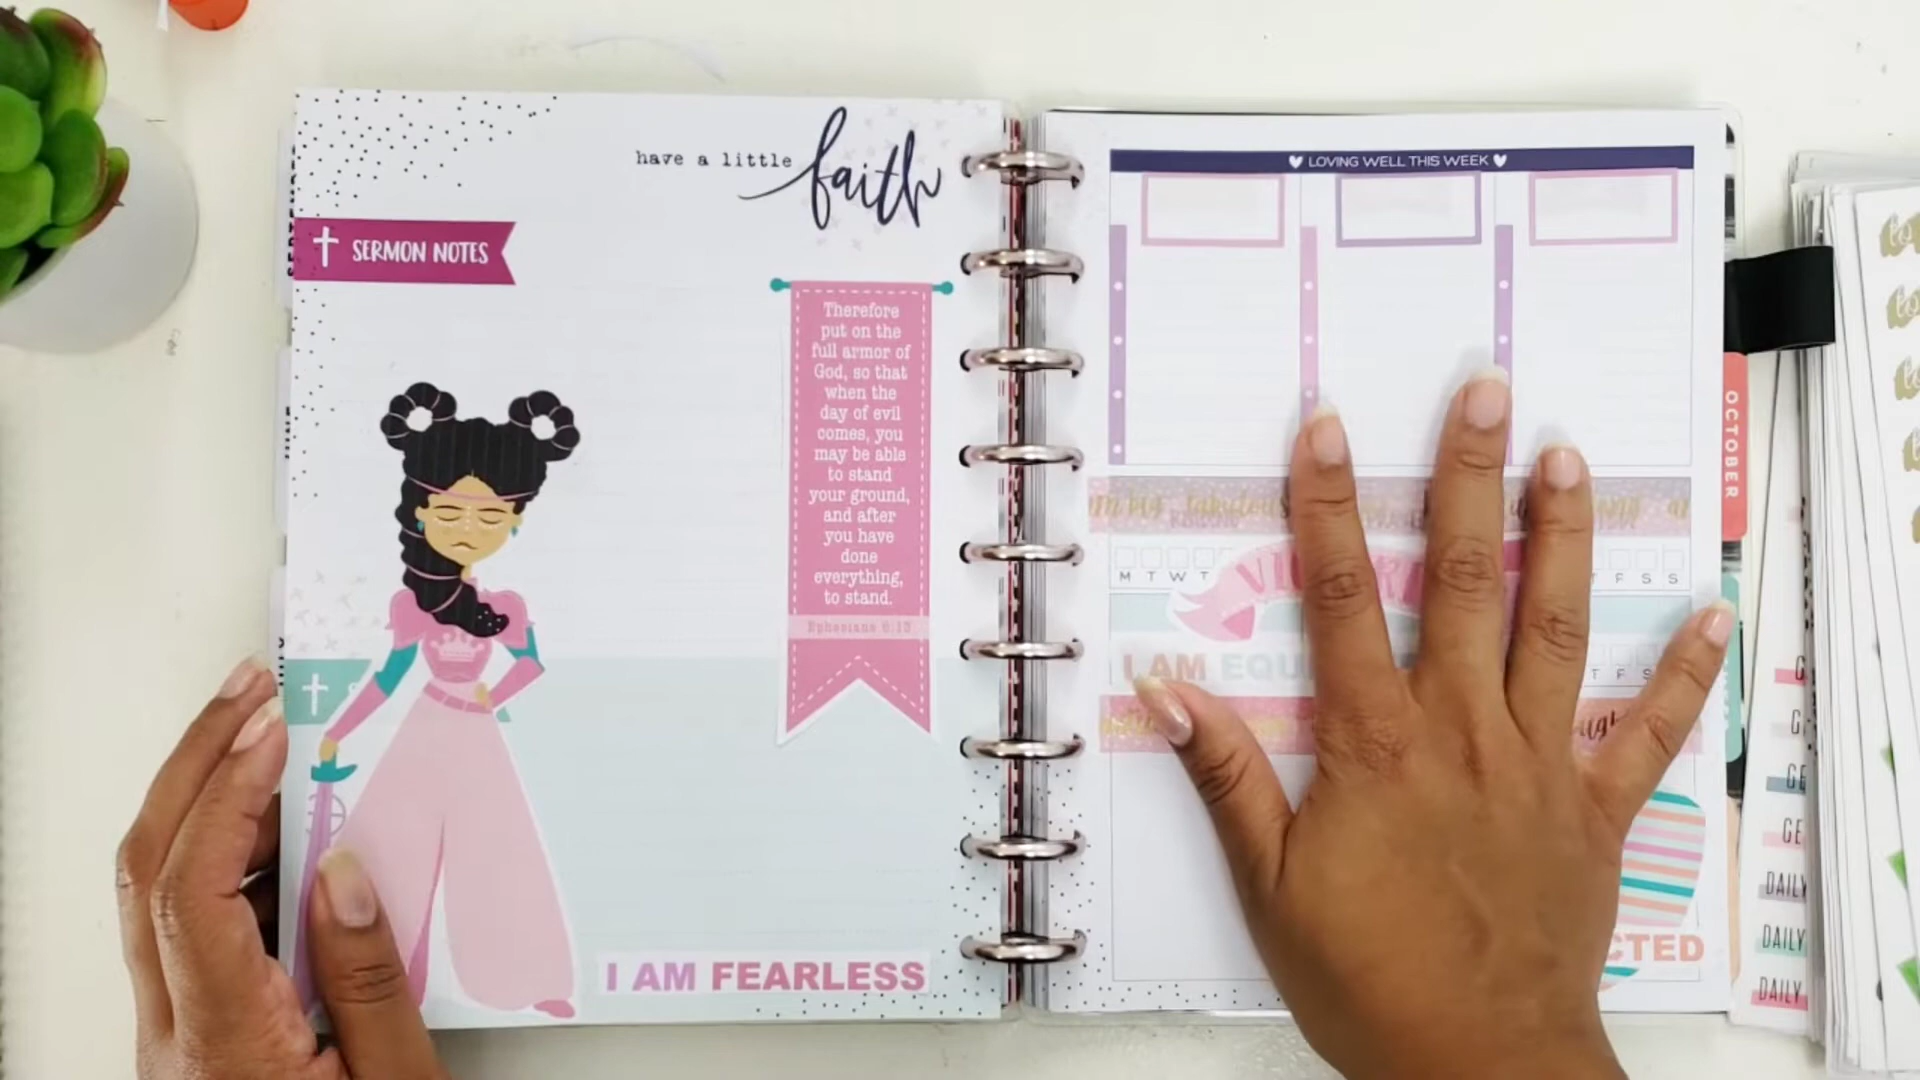 have a little faith
SERMON NOTES
Therefore
put on the
full armor of
God, so that
when the
day of evil
comes, you
may be able
to stand
your ground,
and after
you have
done
everything,
to stand.
Ephesians 6:13
I AM FEARLESS
LOVING WELL THIS WEEK
fabulous
M T W T
T F S S
I AM
T F S
OCTOBER
DAILY
DAILY
DAILY